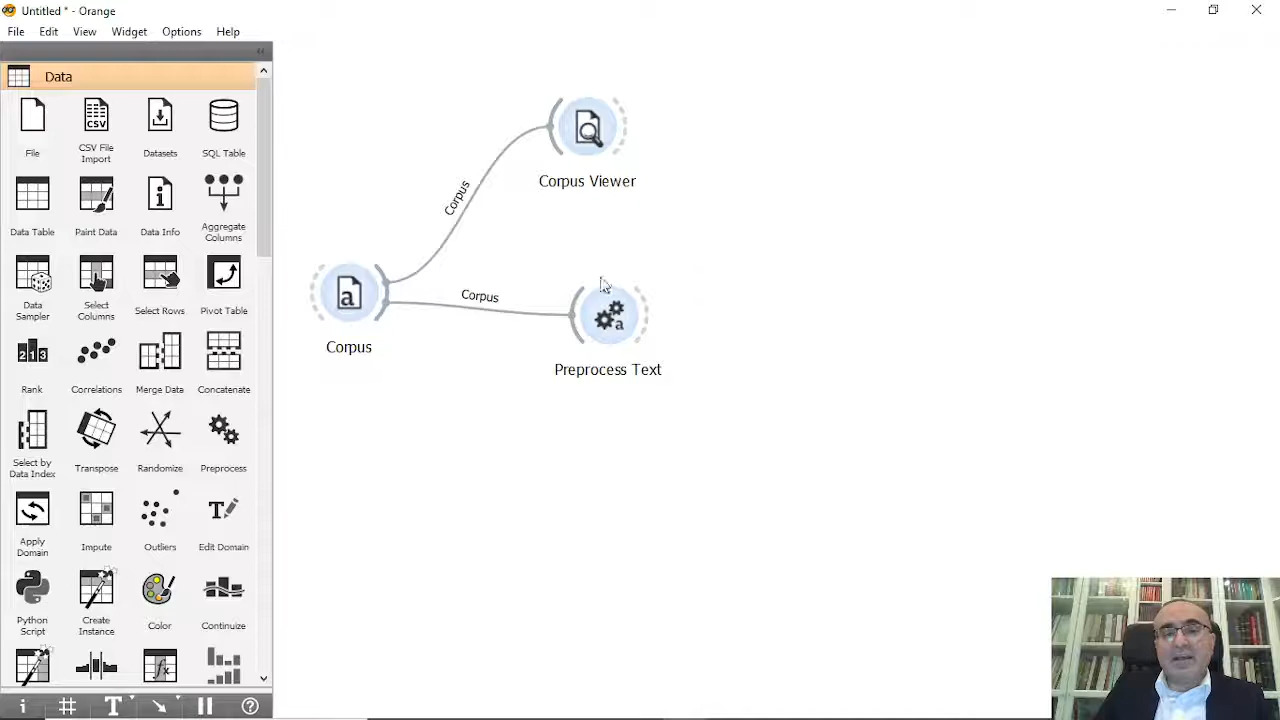 Untitled * - Orange
File Edit View Widget Options Help
Data
File
CSV File
Import
Datasets
SQL Table
Data Table
Paint Data
Data Info
Aggregate
Columns
Data
Sampler
Select
Columns
Select Rows
Pivot Table
Rank
Correlations
Merge Data
Concatenate
Select by
Data Index
Transpose
Randomize
Preprocess
Apply
Domain
Impute
Outliers
Edit Domain
Python
Script
Create
Instance
Color
Continuize
Corpus
Corpus Viewer
Corpus
Corpus
Preprocess Text